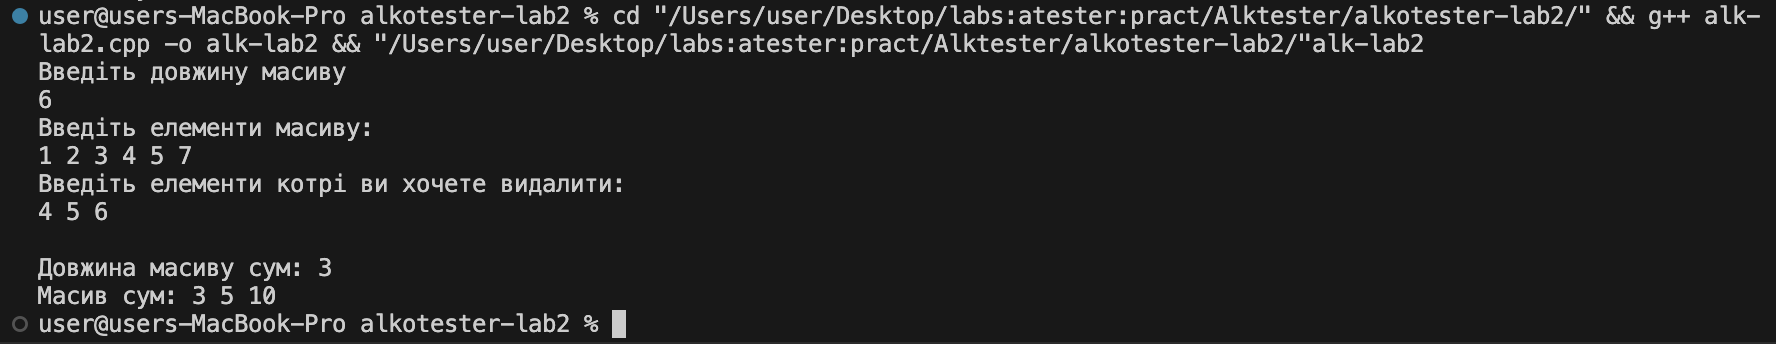 user@users-MacBook-Pro alkotester-lab2 % cd "/Users/user/Desktop/labs:atester:pract/Alktester/alkotester-lab2/" && g++ alk-
lab2.cpp -o alk-lab2 && "/Users/user/Desktop/labs:atester:pract/Alktester/alkotester-lab2/"alk-lab2
Введіть довжину масиву
6
Введіть елементи масиву:
1 2 3 4 5 7
Введіть елементи котрі ви хочете видалити:
4 5 6
Довжина масиву сум: 3
Масив сум: 3 5 10
user@users-MacBook-Pro alkotester-lab2 %